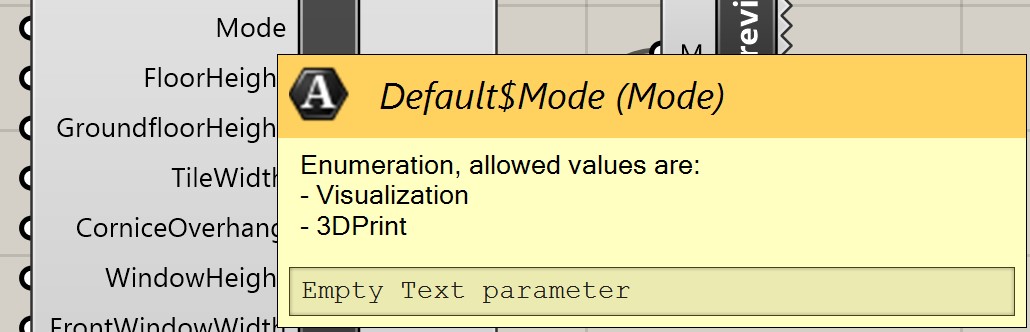 Mode
FloorHeigh
GroundfloorHeigh
TileWidth
CorniceOverhang
WindowHeigh
FrontWindowWidth
M
revi
A
Default$Mode (Mode)
Enumeration, allowed values are:
- Visualization
- 3DPrint
Empty Text parameter